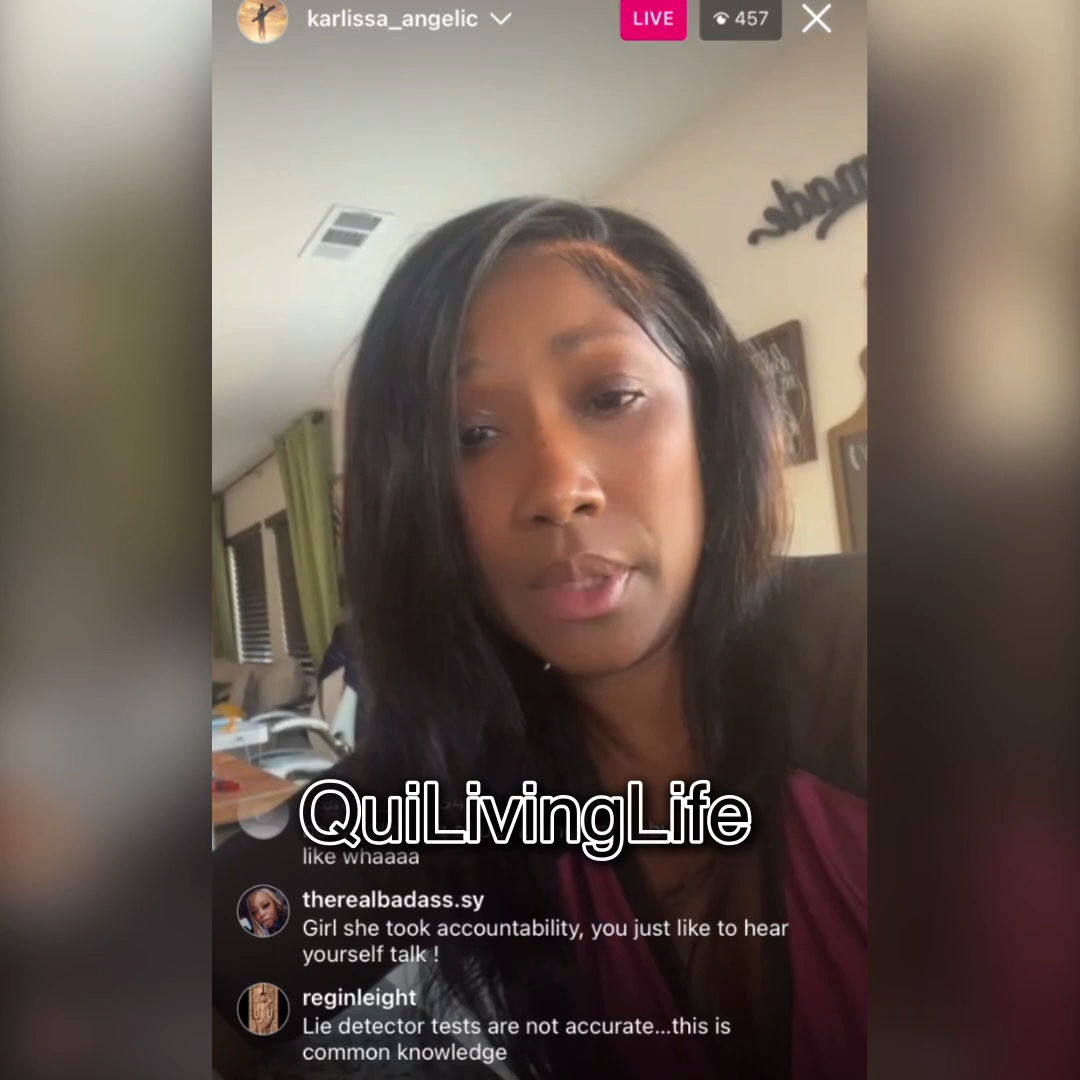 karlissa_angelic
LIVE
457
made
QuiLivingLife
like whaaaa
therealbadass.sy
Girl she took accountability, you just like to hear
yourself talk !
reginleight
Lie detector tests are not accurate...this is
common knowledge